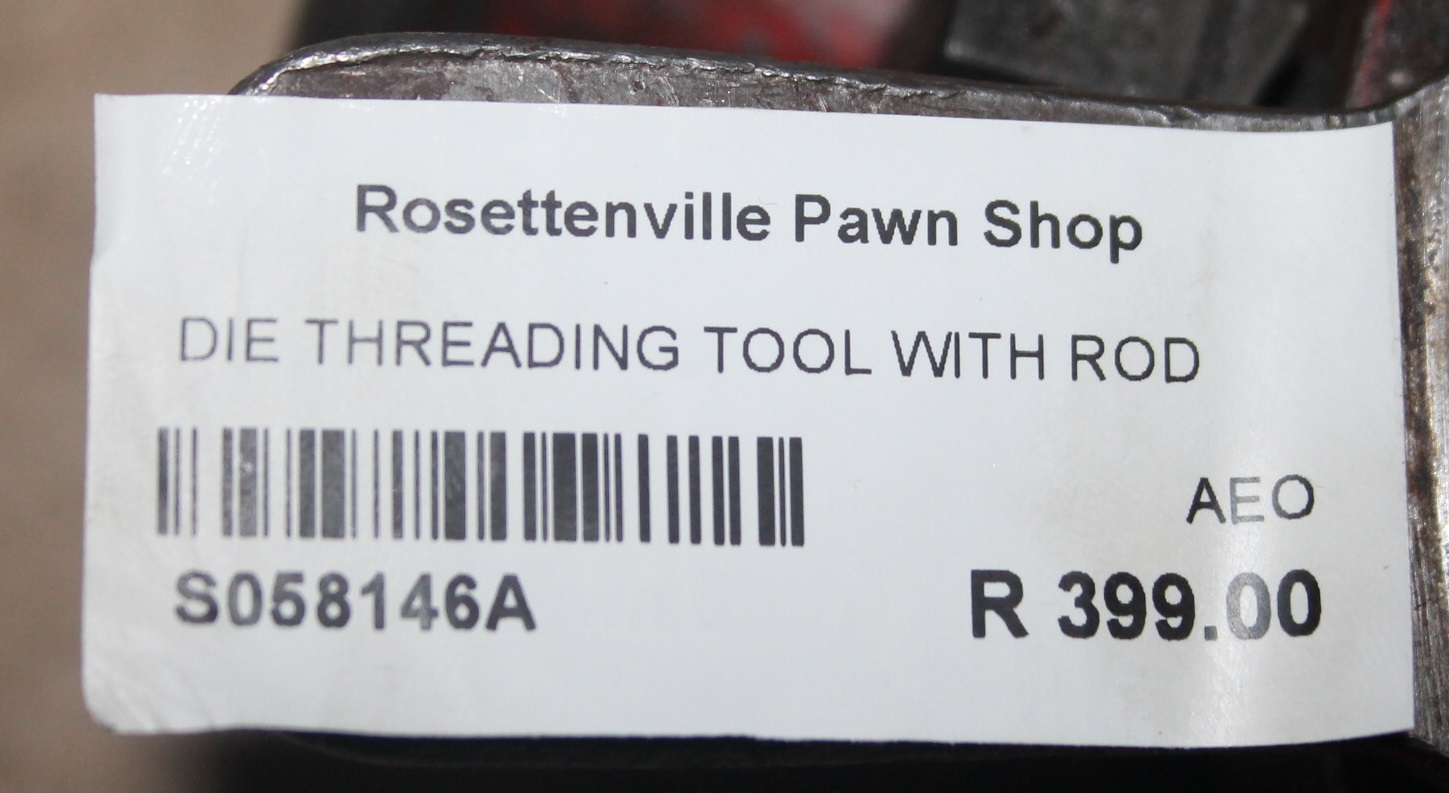 Rosettenville Pawn Shop
DIE THREADING TOOL WITH ROD
AEO
S058146A R 399.00